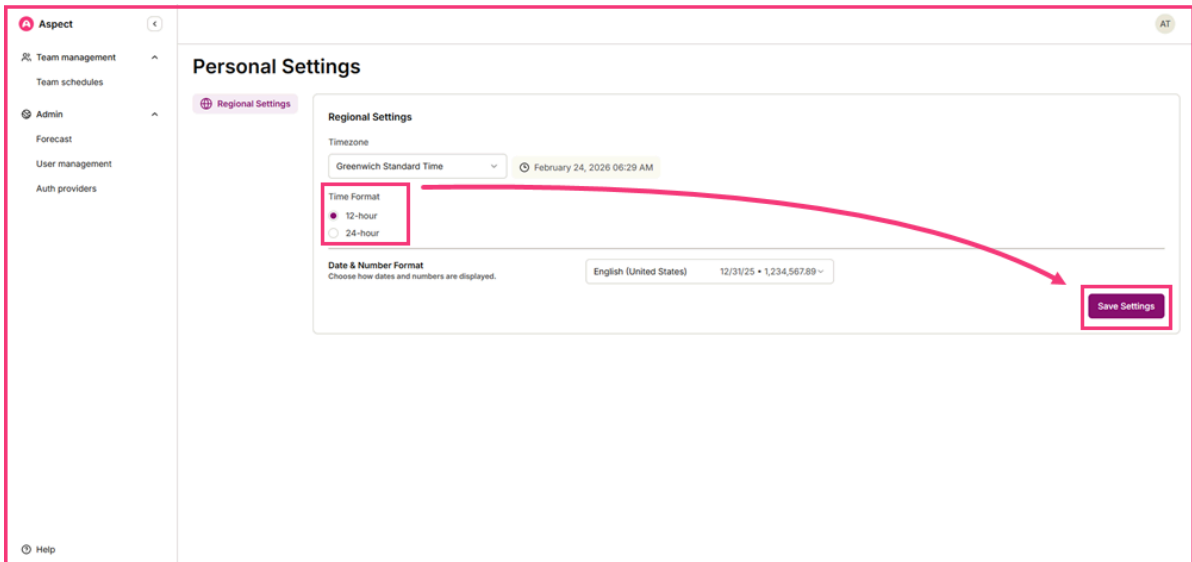 Aspect
AT
Team management
Team schedules
Admin
Forecast
User management
Auth providers
Help
Personal Settings
Regional Settings
Regional Settings
Timezone
Greenwich Standard Time
February 24, 2026 06:29 AM
Time Format
12-hour
24-hour
Date & Number Format
Choose how dates and numbers are displayed.
English (United States) 12/31/25 • 1,234,567.89
Save Settings